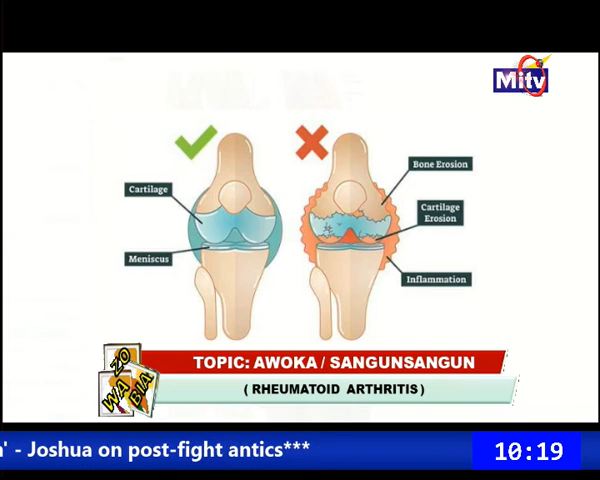 Mitv
Cartilage
Meniscus
Bone Erosion
Cartilage
Erosion
Inflammation
WA
ZO
BIA
TOPIC: AWOKA / SANGUNSANGUN
( RHEUMATOID ARTHRITIS )
' - Joshua on post-fight antics***
10:19